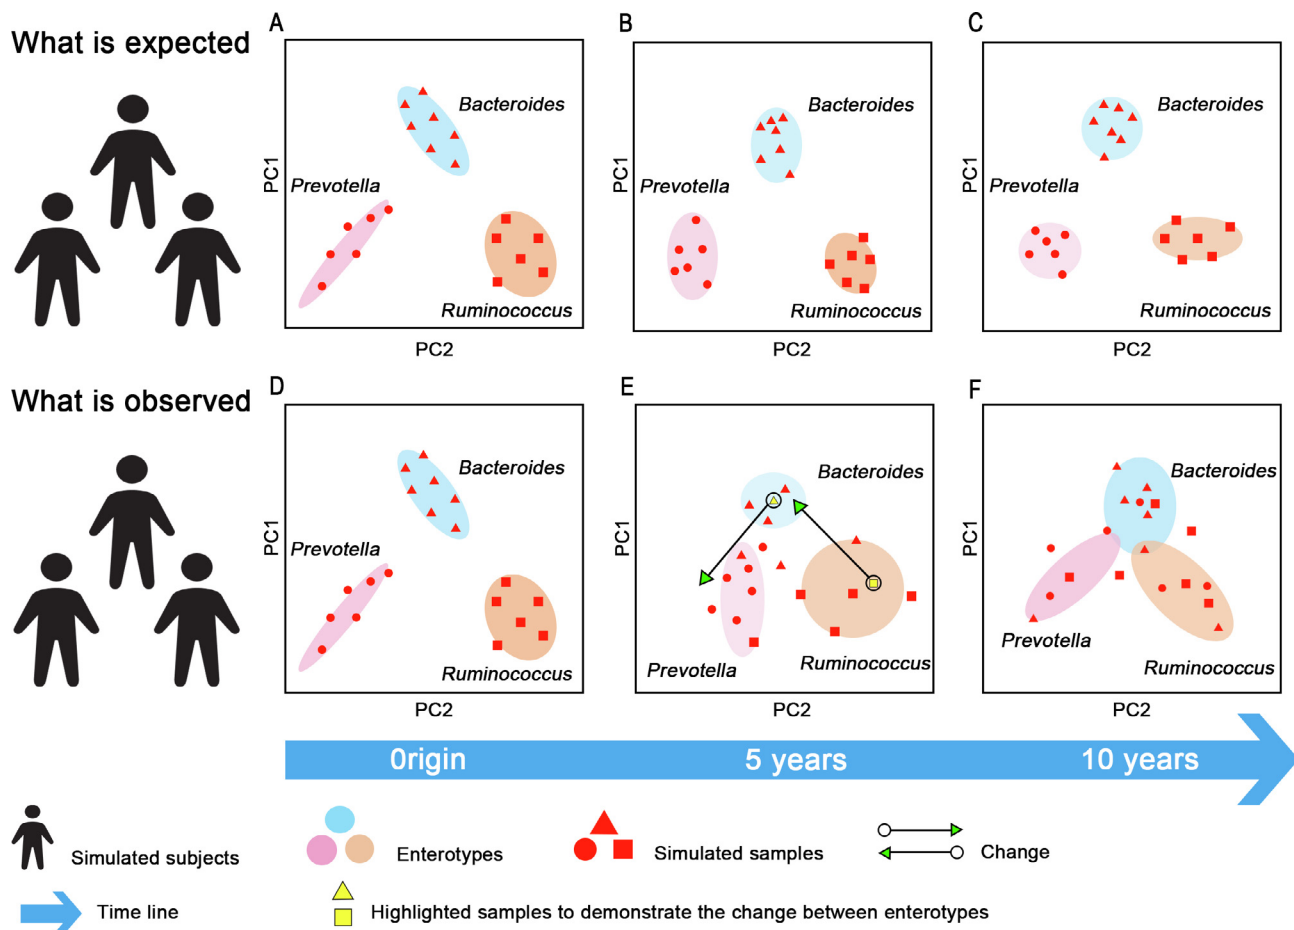 What is expected
A
B
C
Bacteroides
Bacteroides
Bacteroides
PC1
Prevotella
PC1
Prevotella
PC1
Prevotella
Ruminococcus
Ruminococcus
Ruminococcus
PC2
PC2
PC2
What is observed
D
E
F
Bacteroides
Bacteroides
Bacteroides
PC1
Prevotella
PC1
Prevotella
PC1
Prevotella
Ruminococcus
Ruminococcus
Ruminococcus
PC2
PC2
PC2
Origin
5 years
10 years
Simulated subjects
Enterotypes
Simulated samples
Change
Time line
Highlighted samples to demonstrate the change between enterotypes